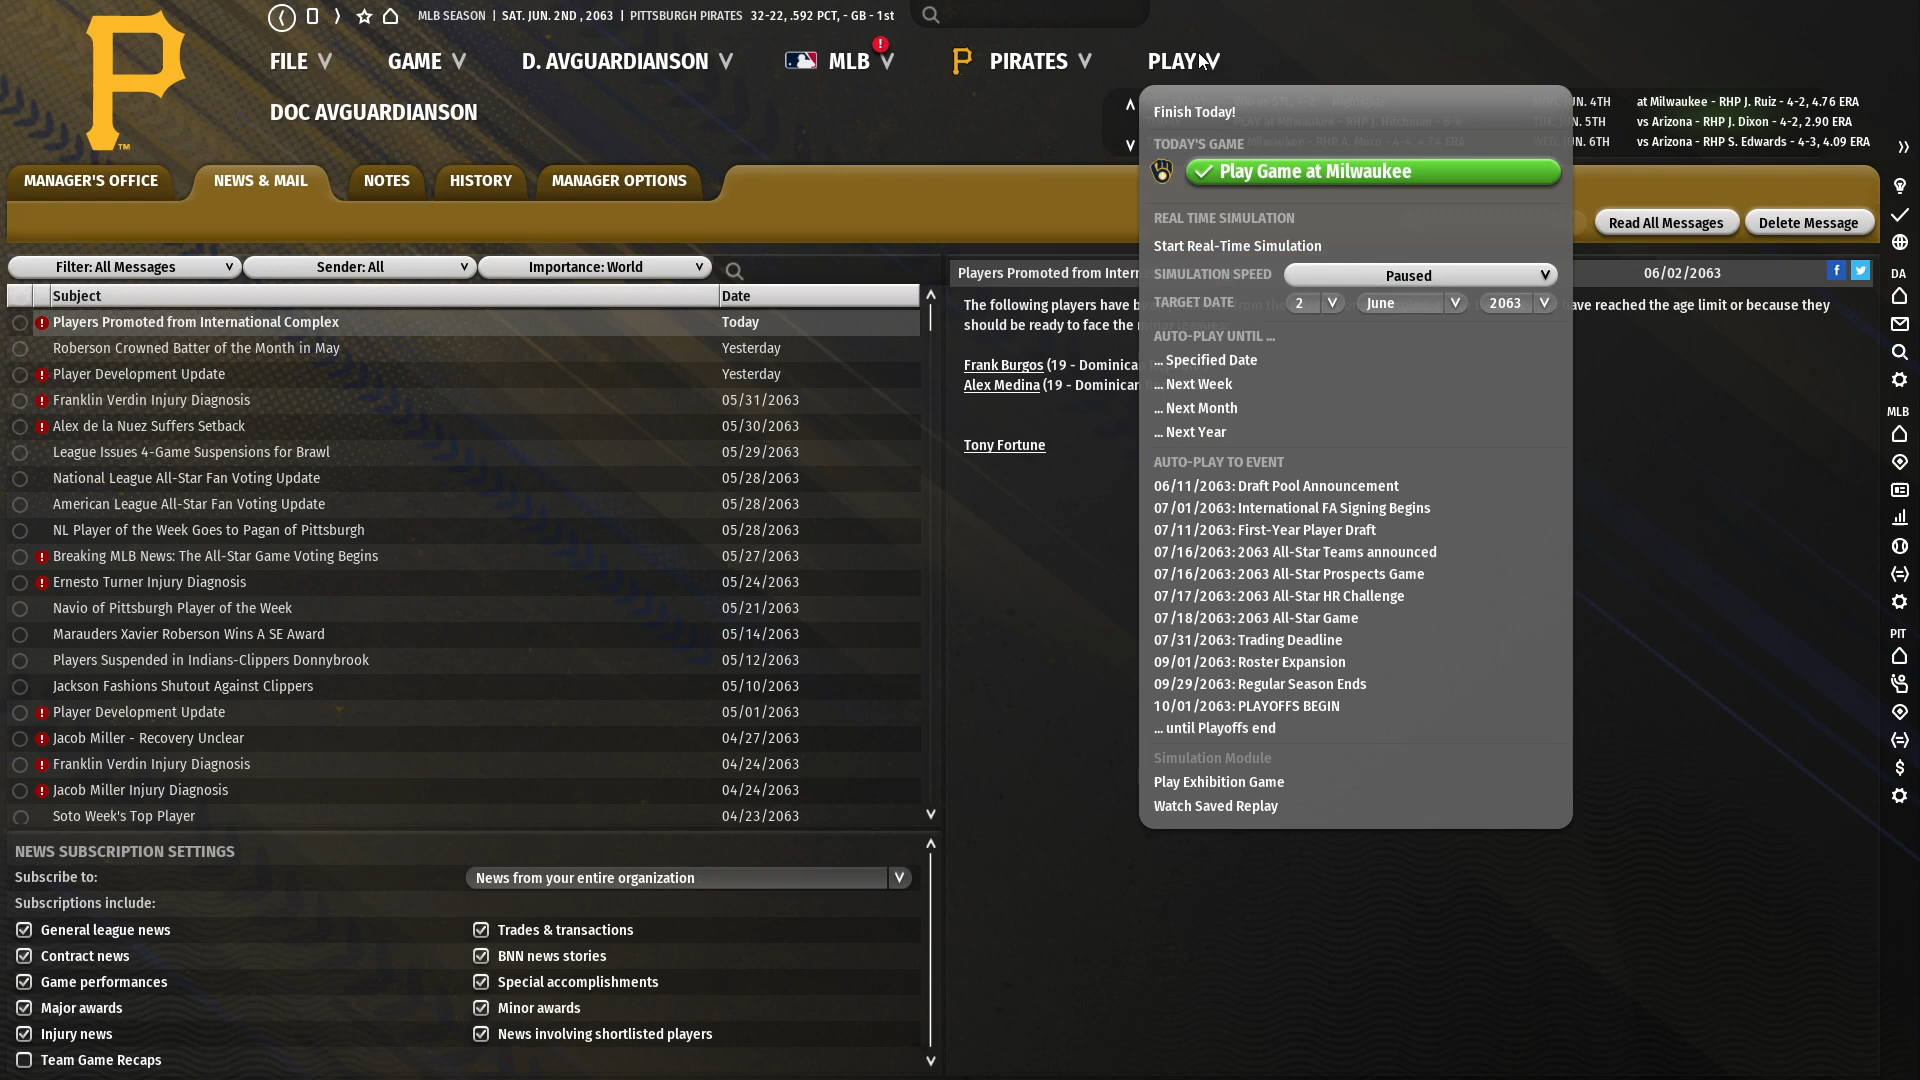 MLB SEASON | SAT. JUN. 2ND , 2063 | PITTSBURGH PIRATES 32-22, .592 PCT, - GB - 1st
FILE GAME D. AVGUARDIANSON MLB PIRATES PLAY
DOC AVGUARDIANSON
JUN. 4TH at Milwaukee - RHP J. Ruiz - 4-2, 4.76 ERA
JUN. 5TH vs Arizona - RHP J. Dixon - 4-2, 2.90 ERA
WED, JUN. 6TH vs Arizona - RHP S. Edwards - 4-3, 4.09 ERA
MANAGER'S OFFICE NEWS & MAIL NOTES HISTORY MANAGER OPTIONS
Read All Messages Delete Message
Filter: All Messages Sender: All Importance: World
Subject Date
Players Promoted from International Complex Today
Roberson Crowned Batter of the Month in May Yesterday
Player Development Update Yesterday
Franklin Verdin Injury Diagnosis 05/31/2063
Alex de la Nuez Suffers Setback 05/30/2063
League Issues 4-Game Suspensions for Brawl 05/29/2063
National League All-Star Fan Voting Update 05/28/2063
American League All-Star Fan Voting Update 05/28/2063
NL Player of the Week Goes to Pagan of Pittsburgh 05/28/2063
Breaking MLB News: The All-Star Game Voting Begins 05/27/2063
Ernesto Turner Injury Diagnosis 05/24/2063
Navio of Pittsburgh Player of the Week 05/21/2063
Marauders Xavier Roberson Wins A SE Award 05/14/2063
Players Suspended in Indians-Clippers Donnybrook 05/12/2063
Jackson Fashions Shutout Against Clippers 05/10/2063
Player Development Update 05/01/2063
Jacob Miller - Recovery Unclear 04/27/2063
Franklin Verdin Injury Diagnosis 04/24/2063
Jacob Miller Injury Diagnosis 04/24/2063
Soto Week's Top Player 04/23/2063
NEWS SUBSCRIPTION SETTINGS
Subscribe to: News from your entire organization
Subscriptions include:
General league news Trades & transactions
Contract news BNN news stories
Game performances Special accomplishments
Major awards Minor awards
Injury news News involving shortlisted players
Team Game Recaps
Players Promoted from Interr 06/02/2063
The following players have b have reached the age limit or because they
should be ready to face the
Frank Burgos (19 - Dominica
Alex Medina (19 - Dominican
Tony Fortune
Finish Today!
TODAY'S GAME
Play Game at Milwaukee
REAL TIME SIMULATION
Start Real-Time Simulation
SIMULATION SPEED Paused
TARGET DATE 2 June 2063
AUTO-PLAY UNTIL ...
... Specified Date
... Next Week
... Next Month
... Next Year
AUTO-PLAY TO EVENT
06/11/2063: Draft Pool Announcement
07/01/2063: International FA Signing Begins
07/11/2063: First-Year Player Draft
07/16/2063: 2063 All-Star Teams announced
07/16/2063: 2063 All-Star Prospects Game
07/17/2063: 2063 All-Star HR Challenge
07/18/2063: 2063 All-Star Game
07/31/2063: Trading Deadline
09/01/2063: Roster Expansion
09/29/2063: Regular Season Ends
10/01/2063: PLAYOFFS BEGIN
... until Playoffs end
Simulation Module
Play Exhibition Game
Watch Saved Replay
DA
MLB
PIT